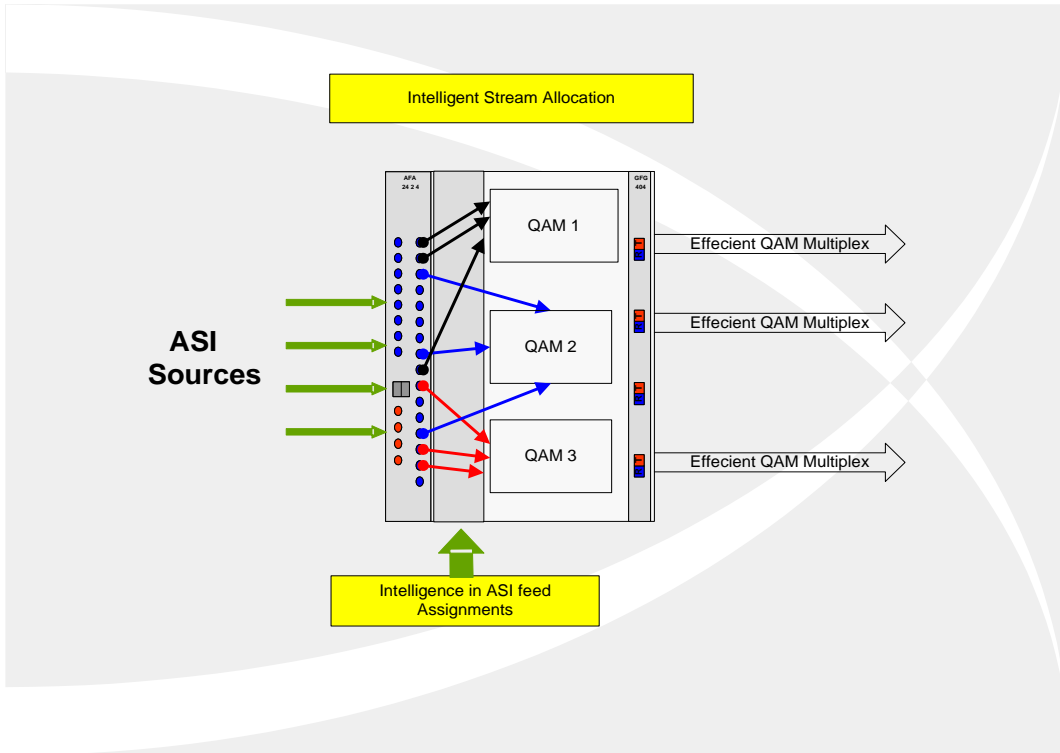 Intelligent Stream Allocation
AFA
24 2 4
GFG
404
QAM 1
Effecient QAM Multiplex
ASI
Sources
QAM 2
Effecient QAM Multiplex
QAM 3
Effecient QAM Multiplex
Intelligence in ASI feed
Assignments